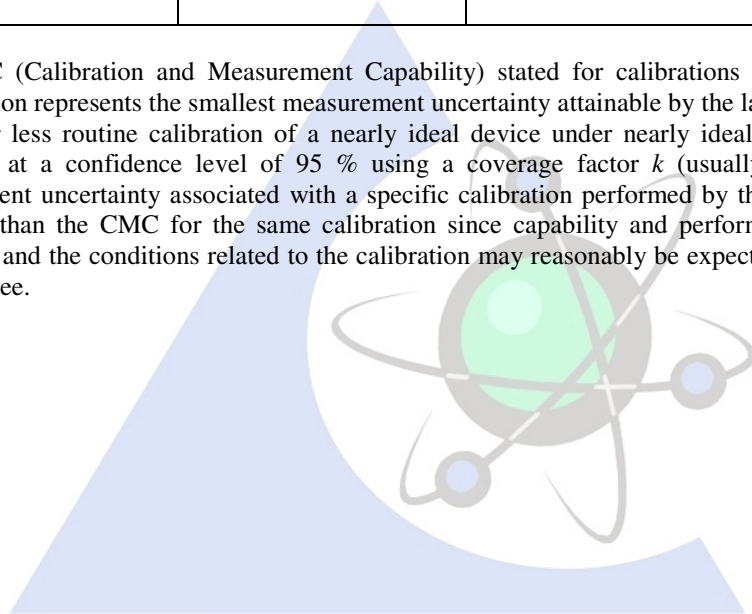 C (Calibration and Measurement Capability) stated for calibrations
ion represents the smallest measurement uncertainty attainable by the la
r less routine calibration of a nearly ideal device under nearly ideal
at a confidence level of 95 % using a coverage factor k (usually
ent uncertainty associated with a specific calibration performed by th
than the CMC for the same calibration since capability and perform
and the conditions related to the calibration may reasonably be expect
ee.